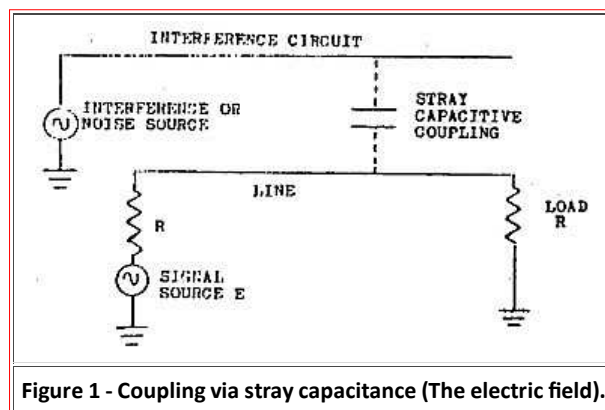 INTERFERENCE CIRCUIT
INTERFERENCE OR
NOISE SOURCE
STRAY
CAPACITIVE
COUPLING
LINE
R
LOAD
R
SIGNAL
SOURCE E
Figure 1 - Coupling via stray capacitance (The electric field).